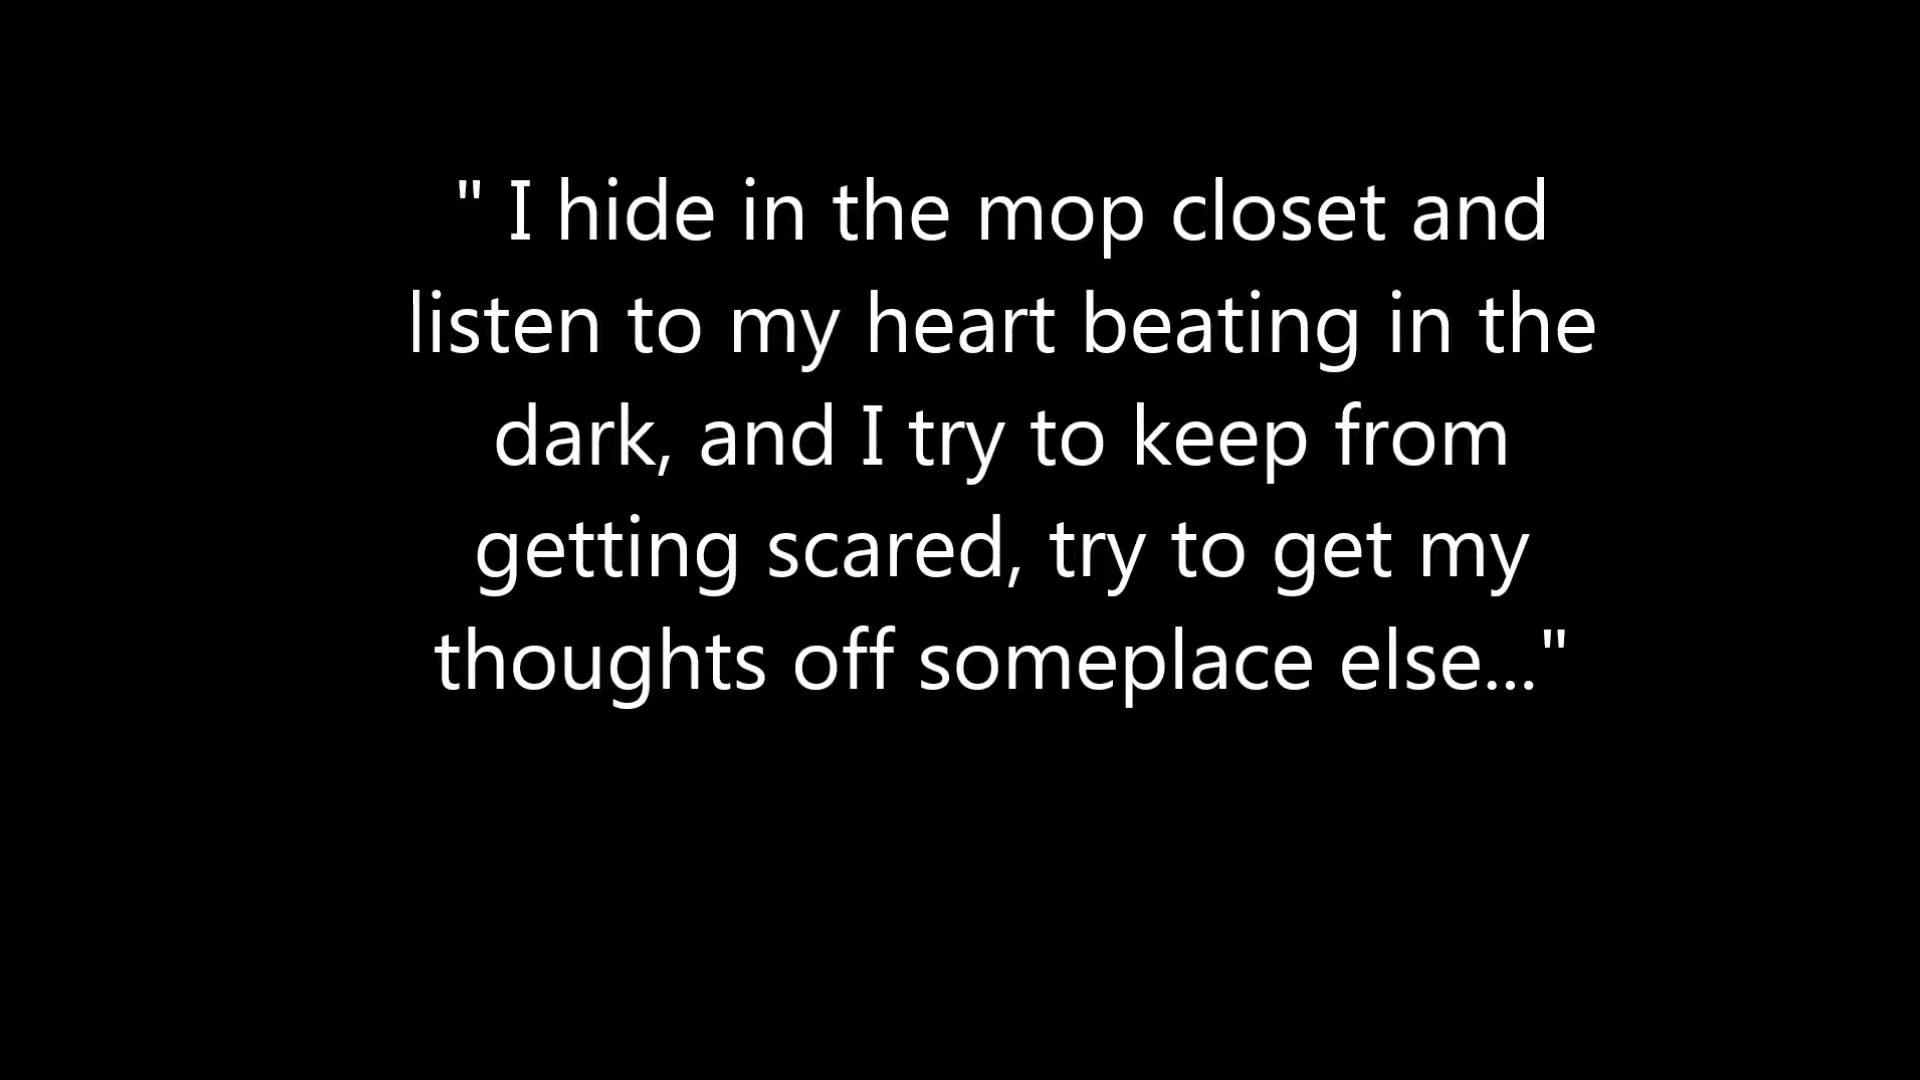 " I hide in the mop closet and
listen to my heart beating in the
dark, and I try to keep from
getting scared, try to get my
thoughts off someplace else..."